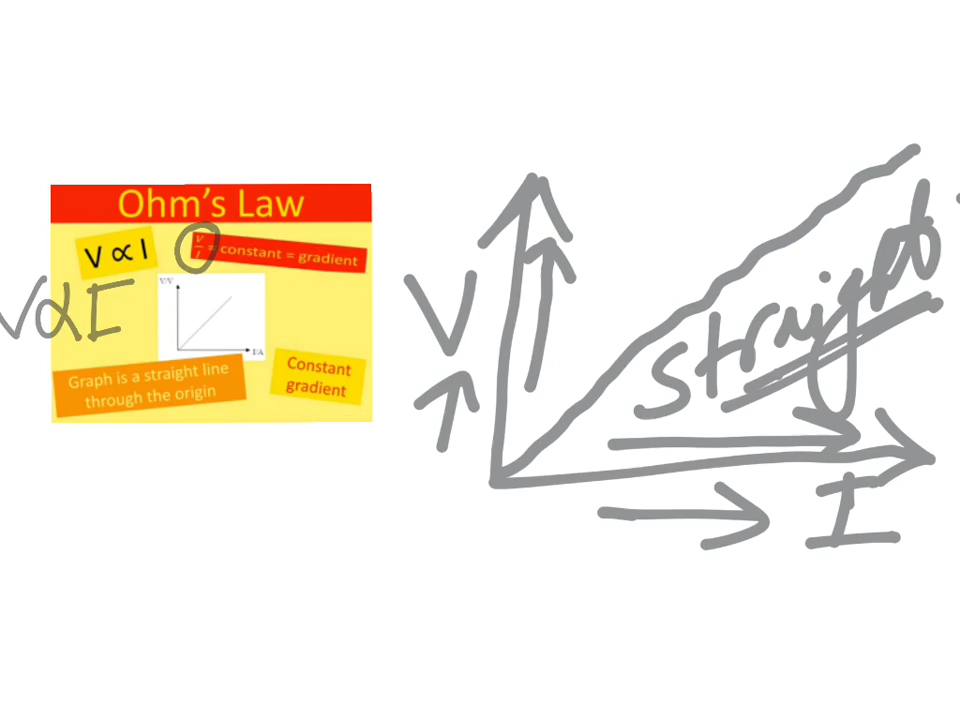 Ohm's Law
V ∝ I
V/I = constant = gradient
V/V
I/A
Graph is a straight line
through the origin
Constant
gradient
V∝I
V
Straight
I